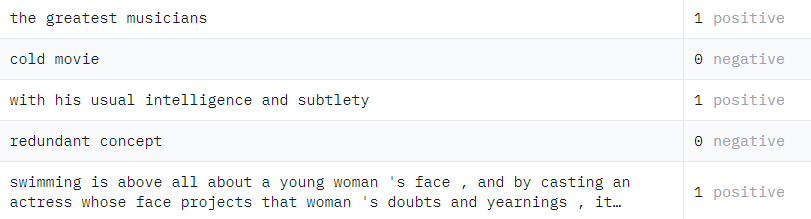 the greatest musicians 1 positive
cold movie 0 negative
with his usual intelligence and subtlety 1 positive
redundant concept 0 negative
swimming is above all about a young woman 's face , and by casting an
actress whose face projects that woman 's doubts and yearnings , it…
1 positive